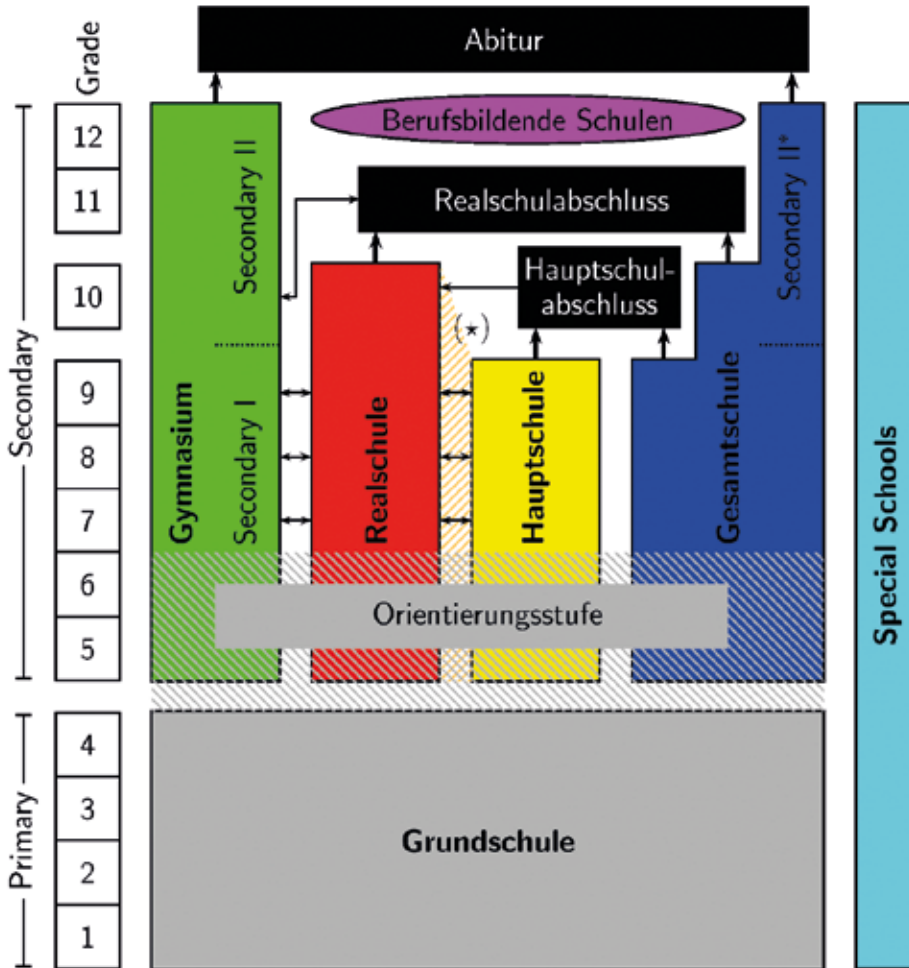 Grade
Abitur
Secondary
12
11
10
9
8
7
6
5
Primary
4
3
2
1
Berufsbildende Schulen
Realschulabschluss
Hauptschul-
abschluss
(⋆)
Gymnasium
Secondary I
Secondary II
Realschule
Hauptschule
Gesamtschule
Secondary II*
Orientierungsstufe
Grundschule
Special Schools